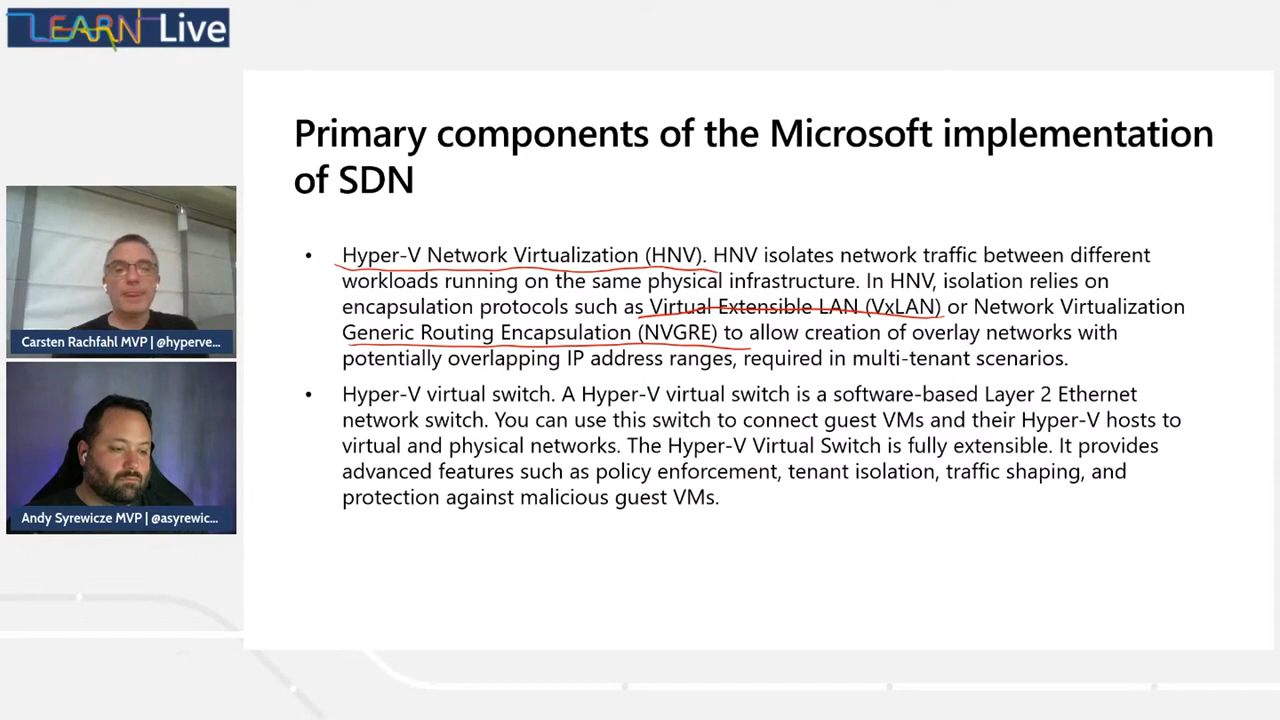 LEARN Live
Primary components of the Microsoft implementation
of SDN
• Hyper-V Network Virtualization (HNV). HNV isolates network traffic between different
workloads running on the same physical infrastructure. In HNV, isolation relies on
encapsulation protocols such as Virtual Extensible LAN (VxLAN) or Network Virtualization
Generic Routing Encapsulation (NVGRE) to allow creation of overlay networks with
potentially overlapping IP address ranges, required in multi-tenant scenarios.
• Hyper-V virtual switch. A Hyper-V virtual switch is a software-based Layer 2 Ethernet
network switch. You can use this switch to connect guest VMs and their Hyper-V hosts to
virtual and physical networks. The Hyper-V Virtual Switch is fully extensible. It provides
advanced features such as policy enforcement, tenant isolation, traffic shaping, and
protection against malicious guest VMs.
Carsten Rachfahl MVP | @hyperve...
Andy Syrewicze MVP | @asyrewic...